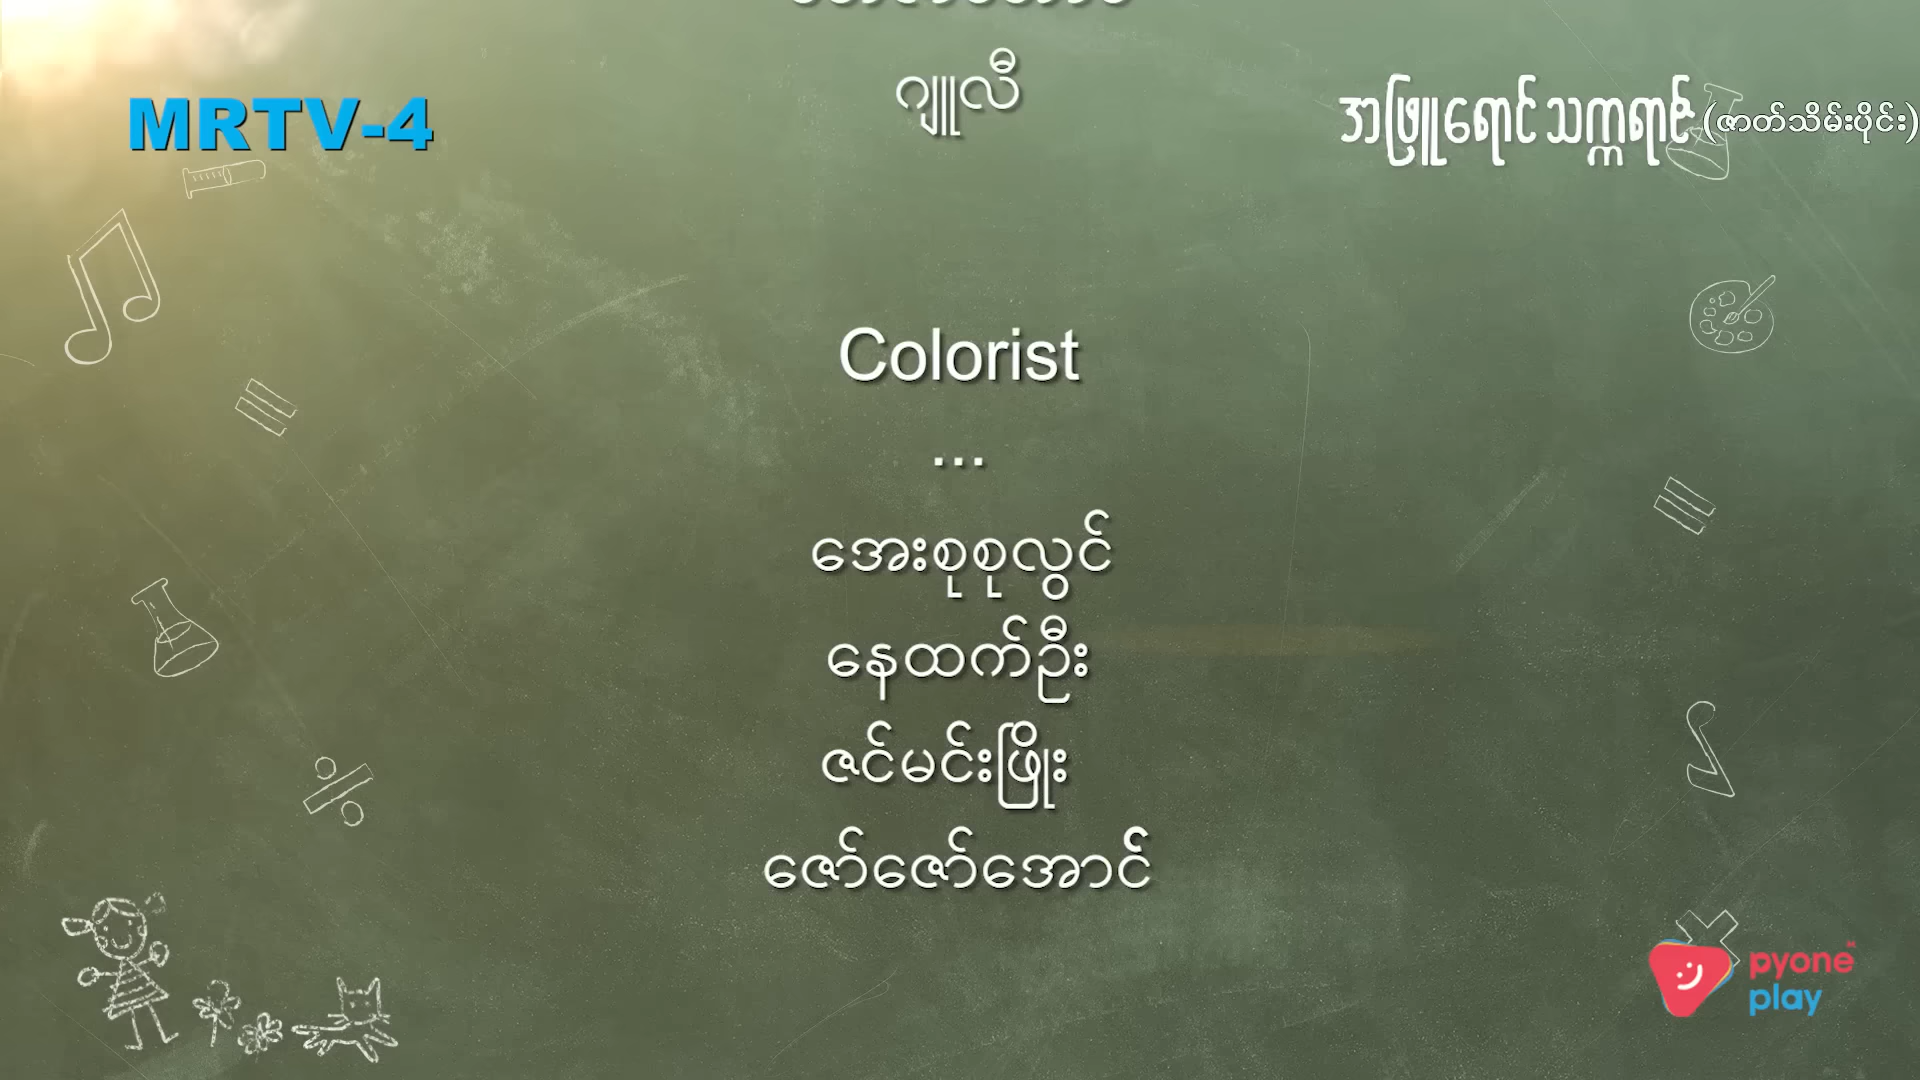 ဂျူလီ
MRTV-4
အဖြူရောင် သက္ကရာဇ် (ဇာတ်သိမ်းပိုင်း)
Colorist
...
အေးစုစုလွင်
နေထက်ဦး
ဇင်မင်းဖြိုး
ဇော်ဇော်အောင်
pyone
play